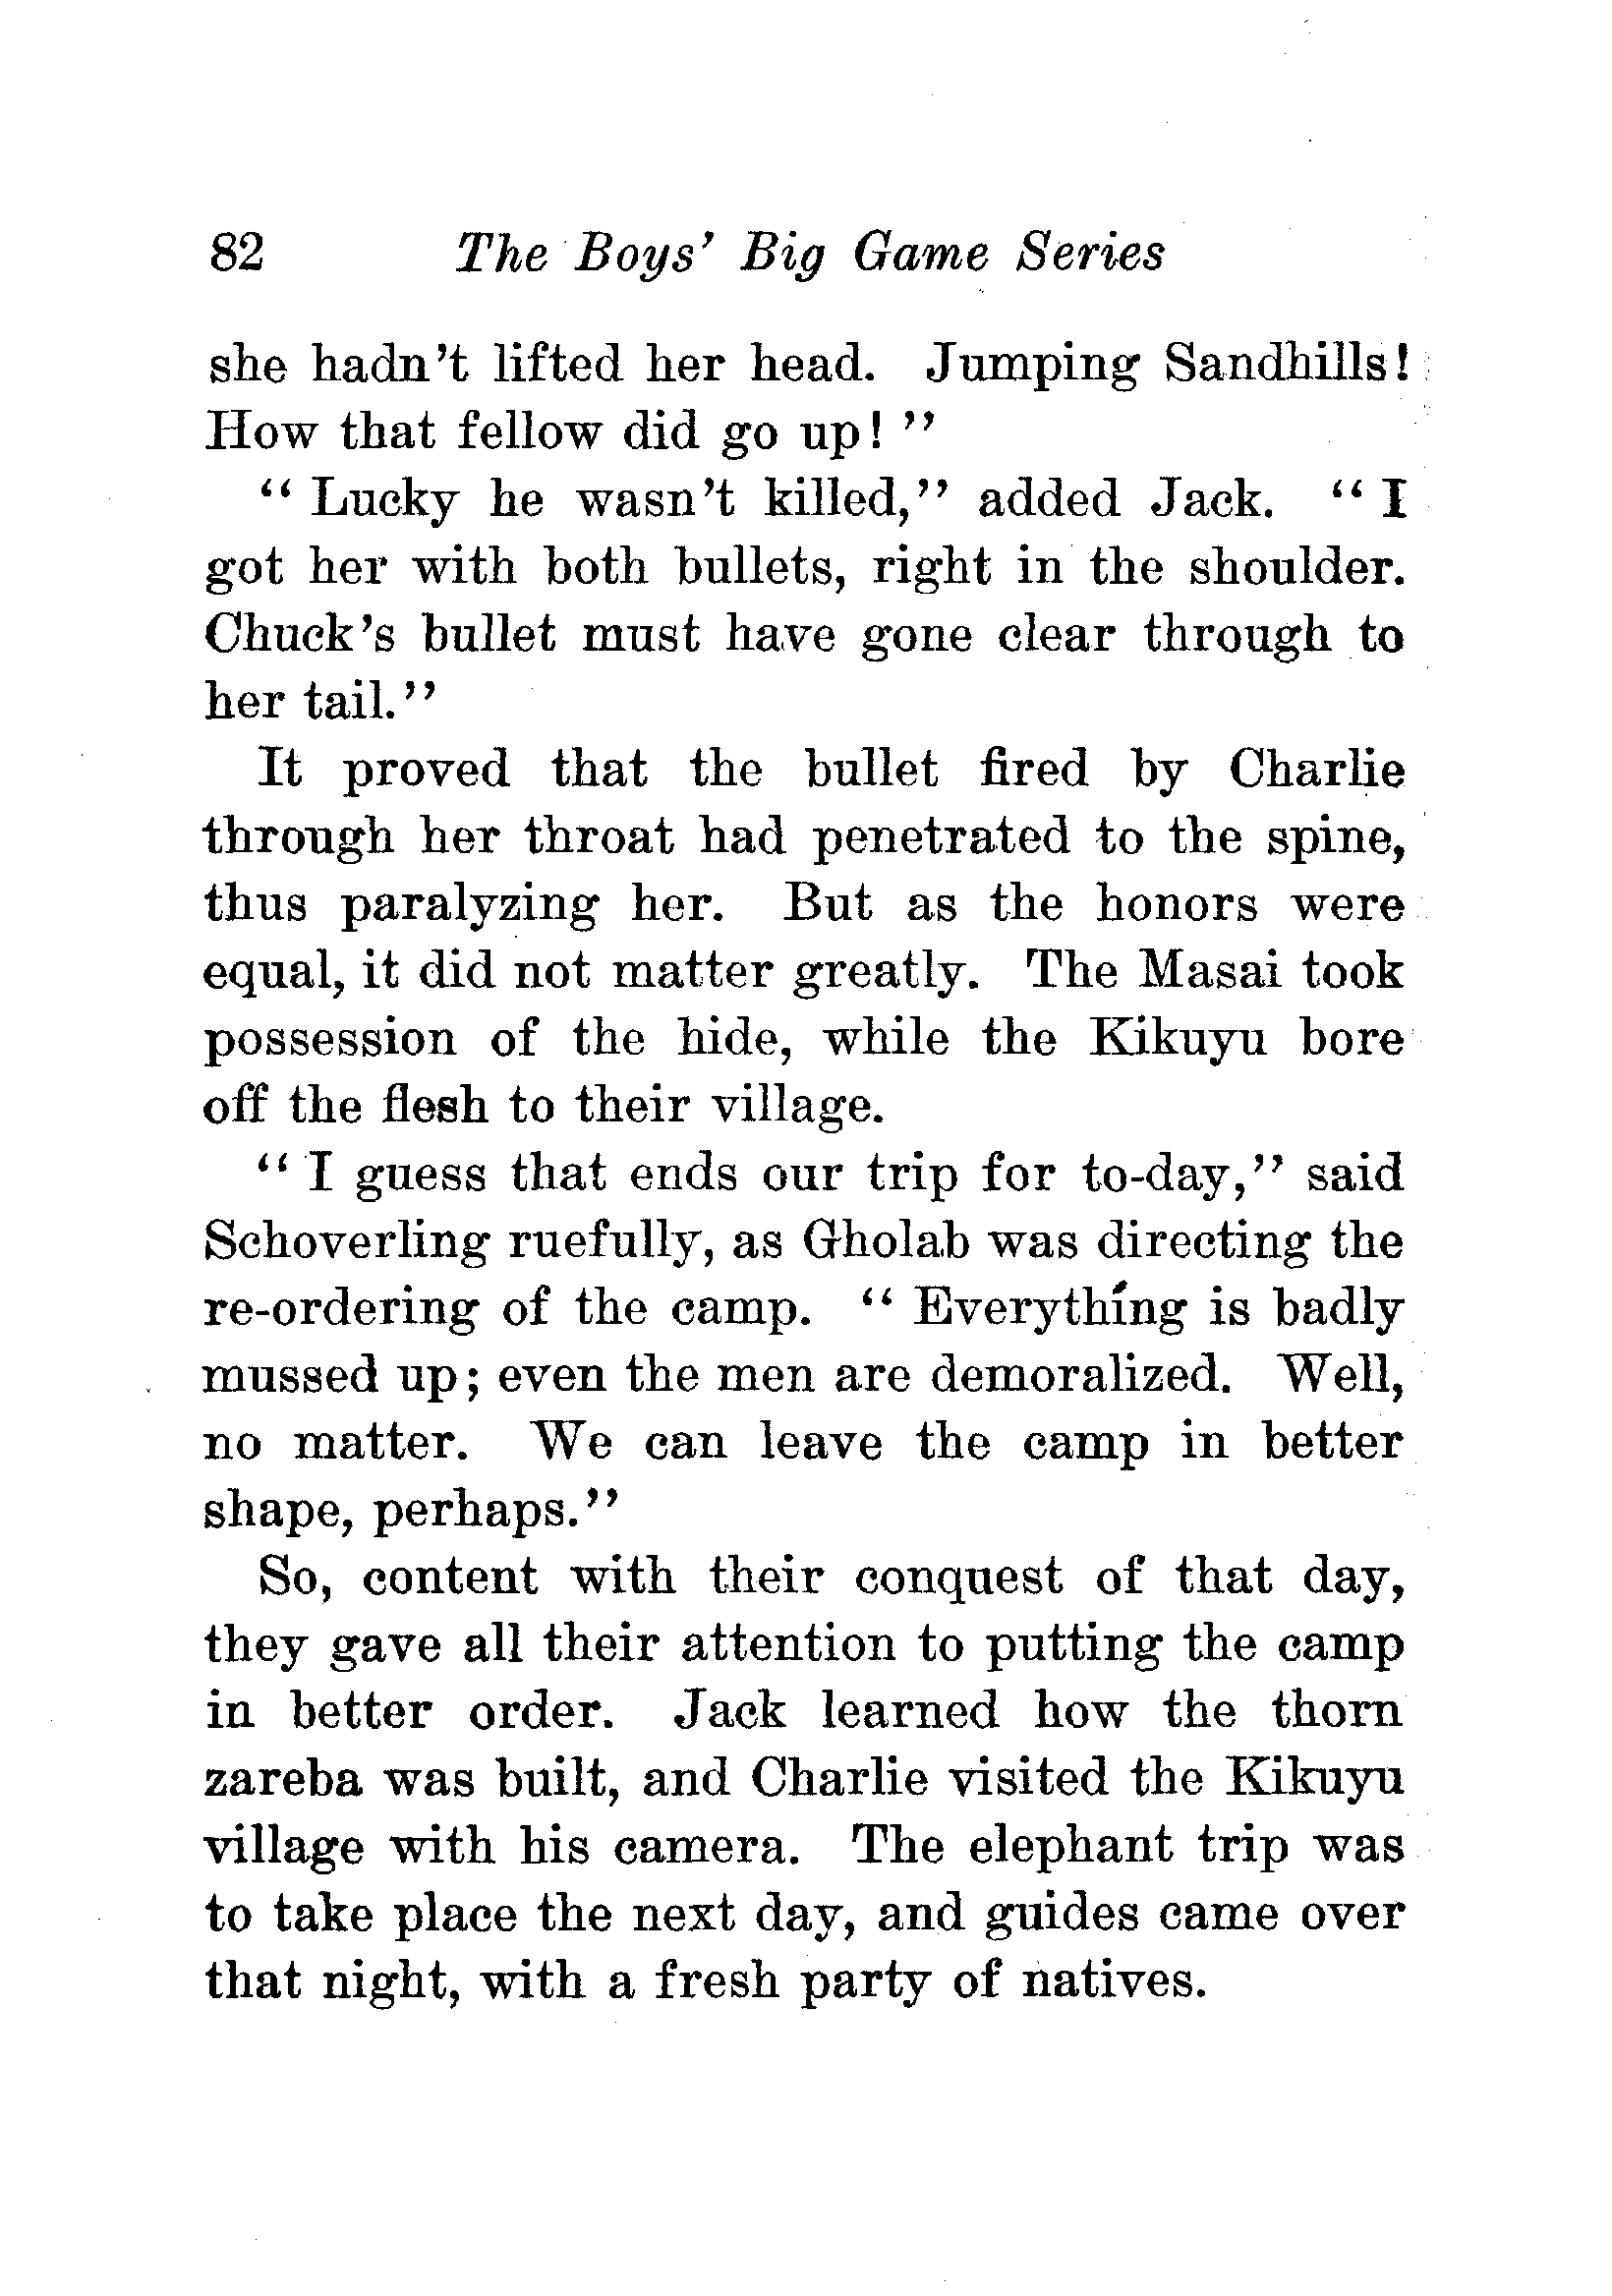 82 The Boys' Big Game Series
she hadn't lifted her head. Jumping Sandhills!
How that fellow did go up!"
"Lucky he wasn't killed," added Jack. "I
got her with both bullets, right in the shoulder.
Chuck's bullet must have gone clear through to
her tail."
It proved that the bullet fired by Charlie
through her throat had penetrated to the spine,
thus paralyzing her. But as the honors were
equal, it did not matter greatly. The Masai took
possession of the hide, while the Kikuyu bore
off the flesh to their village.
"I guess that ends our trip for to-day," said
Schoverling ruefully, as Gholab was directing the
re-ordering of the camp. "Everything is badly
mussed up; even the men are demoralized. Well,
no matter. We can leave the camp in better
shape, perhaps."
So, content with their conquest of that day,
they gave all their attention to putting the camp
in better order. Jack learned how the thorn
zareba was built, and Charlie visited the Kikuyu
village with his camera. The elephant trip was
to take place the next day, and guides came over
that night, with a fresh party of natives.